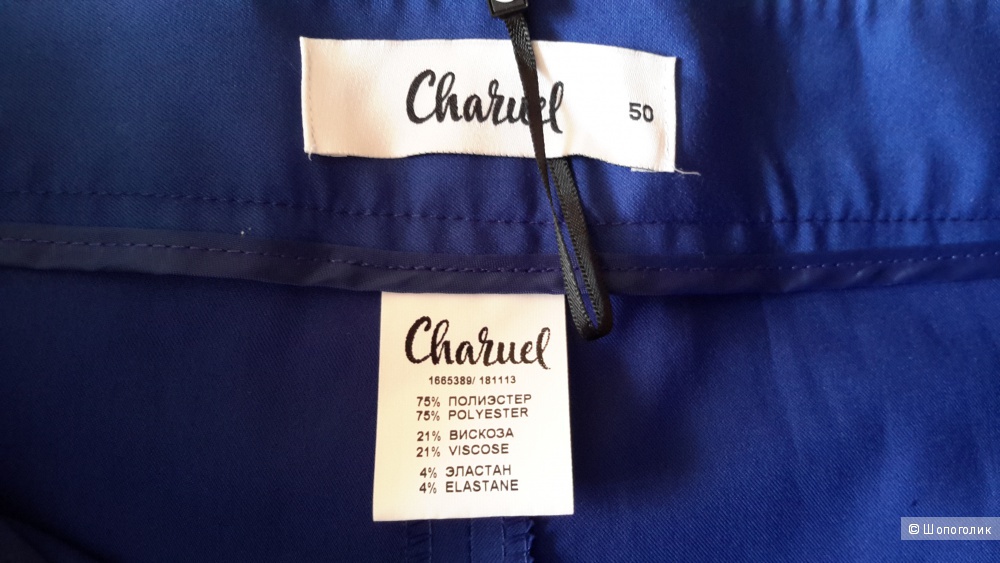 Charuel
50
Charuel
1665389/ 181113
75% ПОЛИЭСТЕР
75% POLYESTER
21% ВИСКОЗА
21% VISCOSE
4% ЭЛАСТАН
4% ELASTANE
© Шопоголик